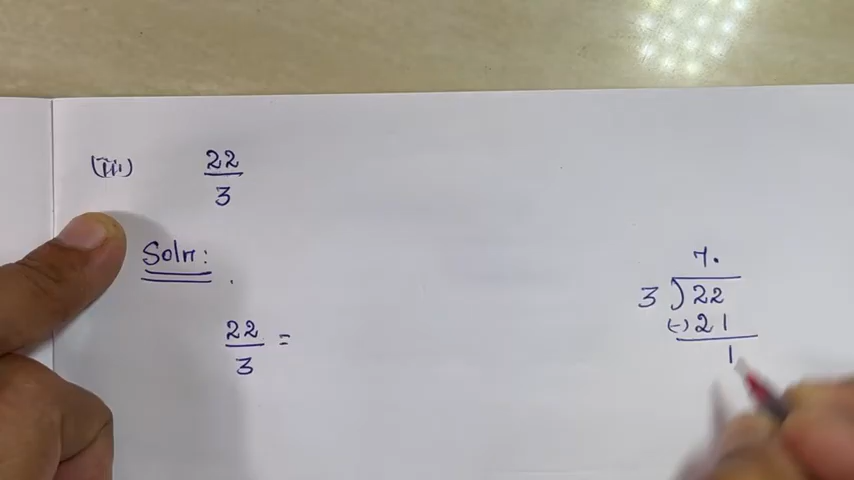 (iii) 22/3
Soln:
22/3 =
7.
3)22
(-)21
1